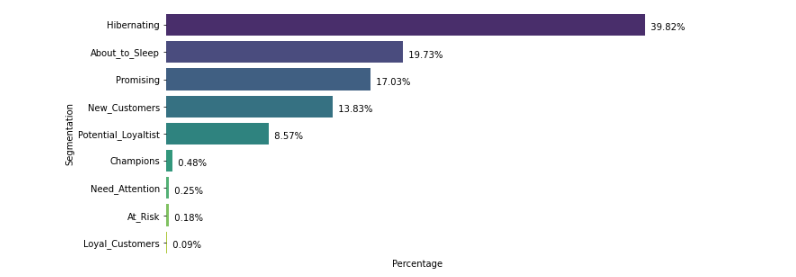 Segmentation
Hibernating 39.82%
About_to_Sleep 19.73%
Promising 17.03%
New_Customers 13.83%
Potential_Loyaltist 8.57%
Champions 0.48%
Need_Attention 0.25%
At_Risk 0.18%
Loyal_Customers 0.09%
Percentage